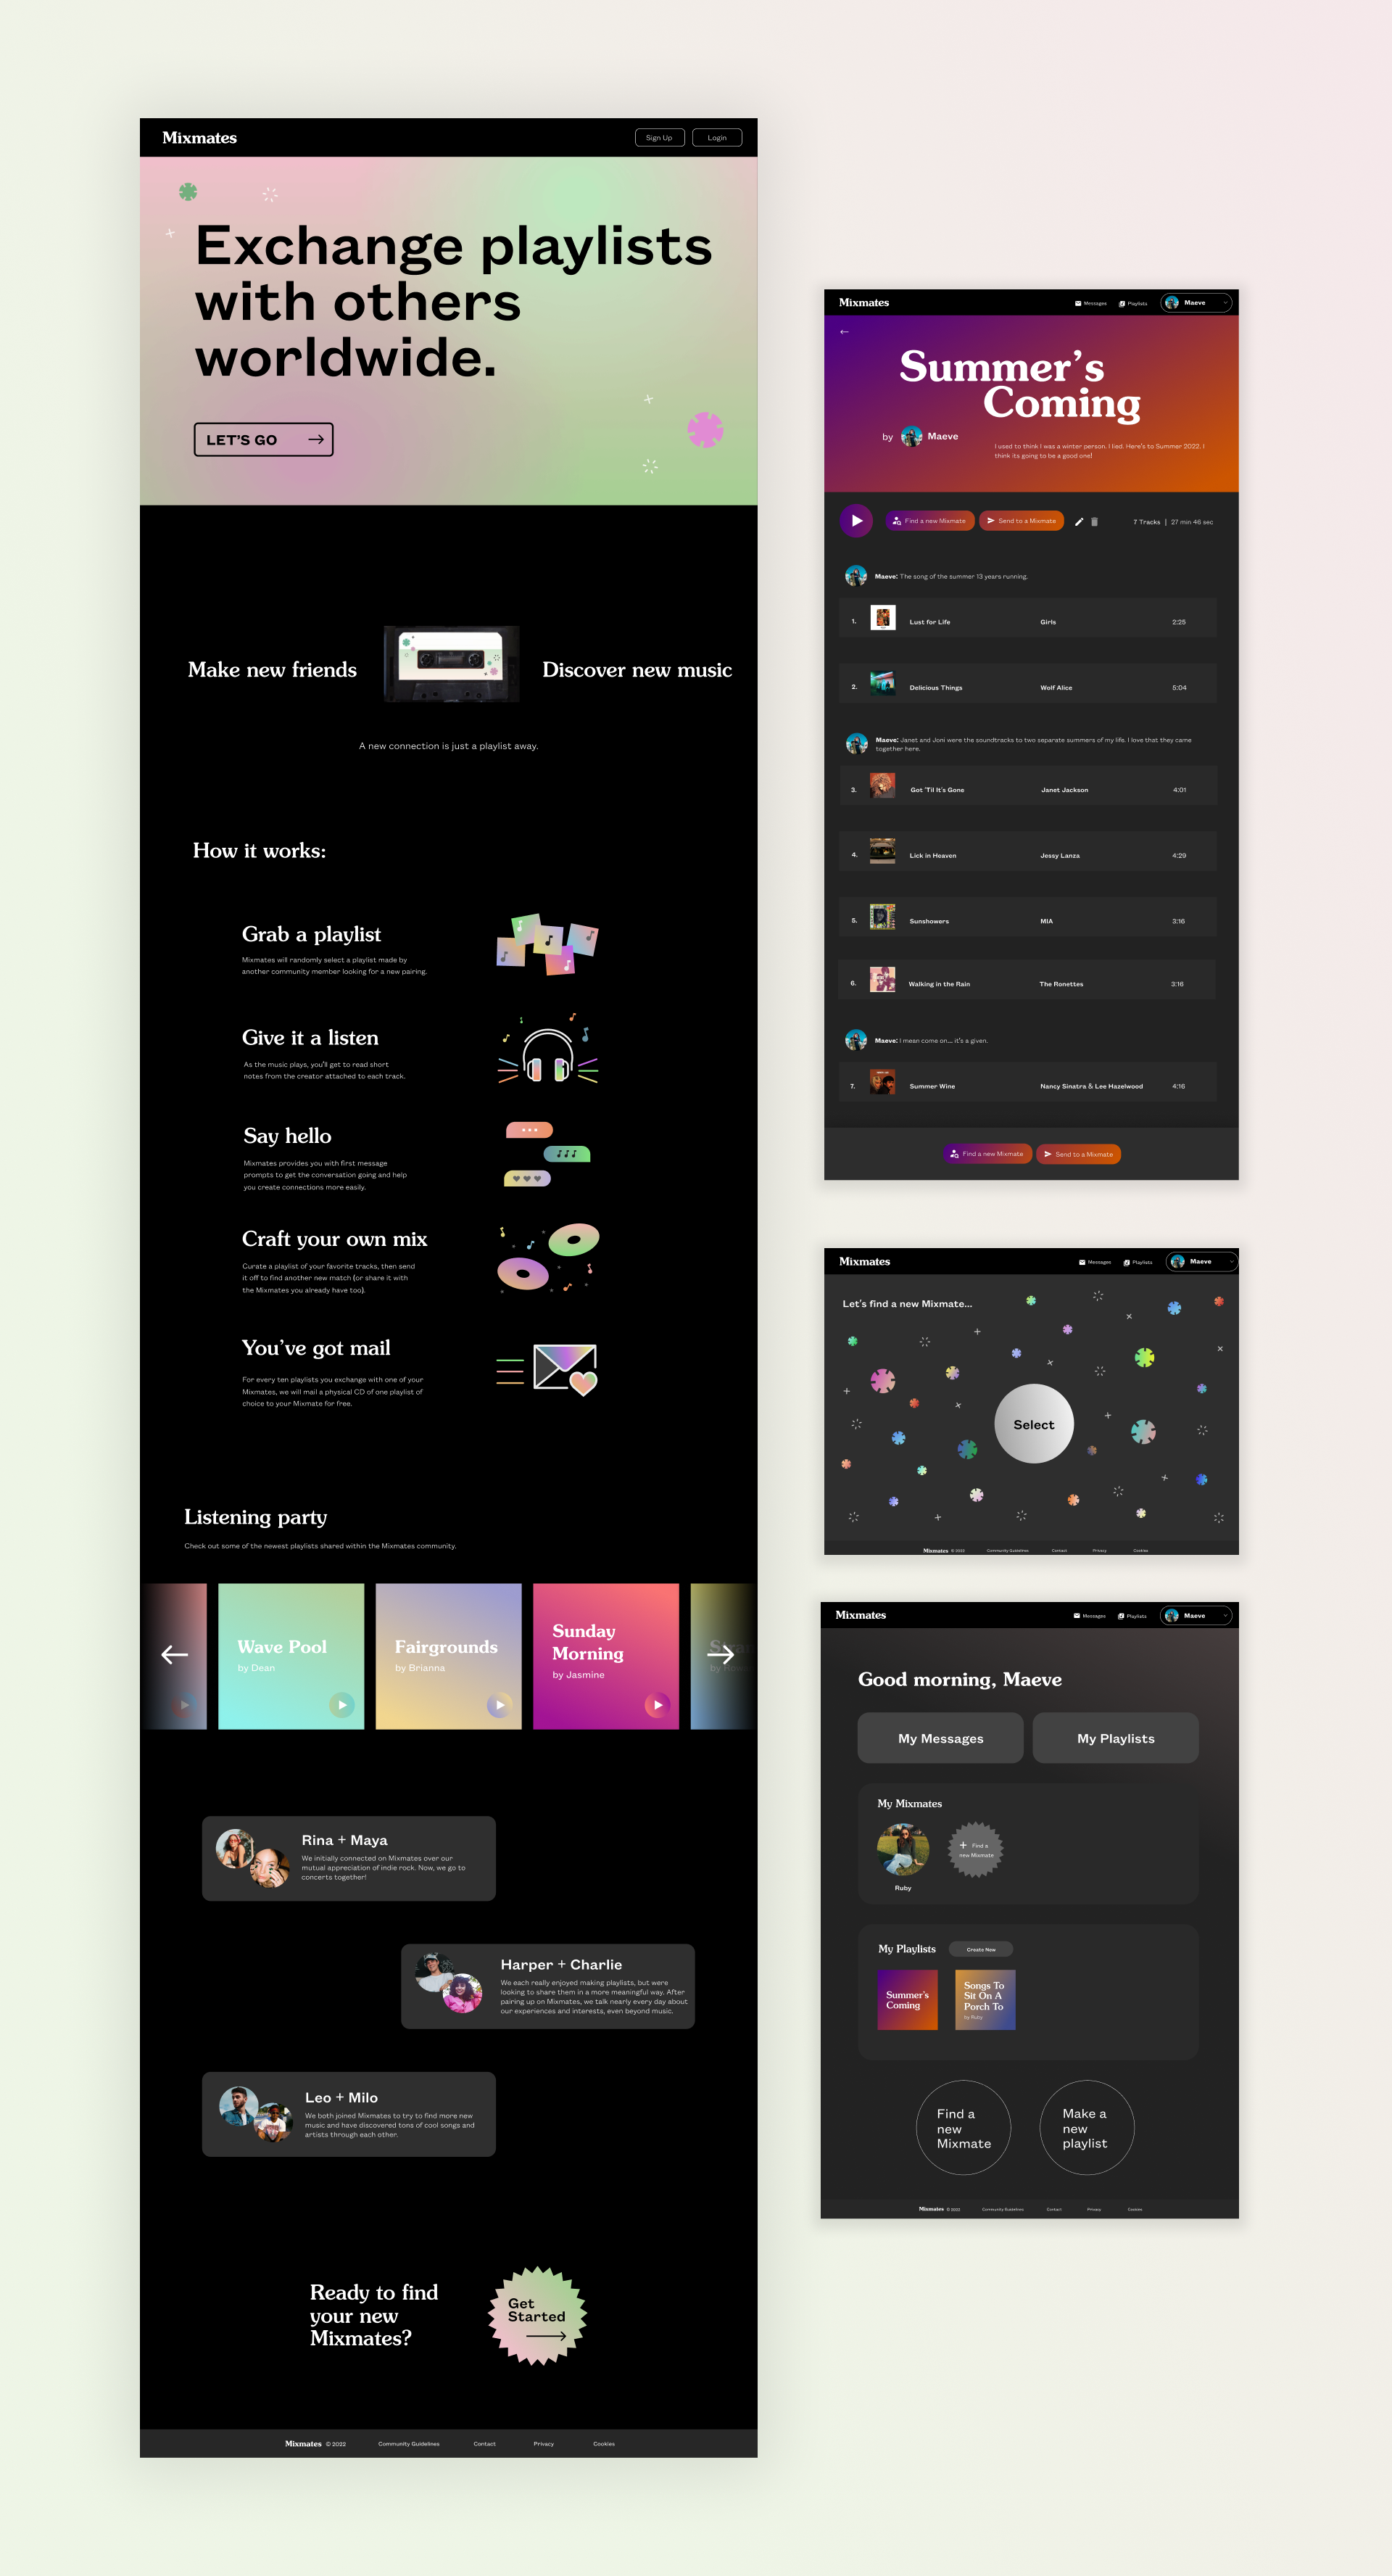 Mixmates
Sign Up
Login
Exchange playlists
with others
worldwide.
LET'S GO
Make new friends
Discover new music
A new connection is just a playlist away.
How it works:
Grab a playlist
Mixmates will randomly select a playlist made by
another community member looking for a new pairing.
Give it a listen
As the music plays, you'll get to read short
notes from the creator attached to each track.
Say hello
Mixmates provides you with first message
prompts to get the conversation going and help
you create connections more easily.
Craft your own mix
Curate a playlist of your favorite tracks, then send
it off to find another new match (or share it with
the Mixmates you already have too).
You've got mail
For every ten playlists you exchange with one of your
Mixmates, we will mail a physical CD of one playlist of
choice to your Mixmate for free.
Listening party
Check out some of the newest playlists shared within the Mixmates community.
Wave Pool
by Dean
Fairgrounds
by Brianna
Sunday
Morning
by Jasmine
Rina + Maya
We initially connected on Mixmates over our
mutual appreciation of indie rock. Now, we go to
concerts together!
Harper + Charlie
We each really enjoyed making playlists, but were
looking to share them in a more meaningful way. After
pairing up on Mixmates, we talk nearly every day about
our experiences and interests, even beyond music.
Leo + Milo
We both joined Mixmates to try to find more new
music and have discovered tons of cool songs and
artists through each other.
Ready to find
your new
Mixmates?
Get
Started
Mixmates © 2022 Community Guidelines Contact Privacy Cookies
Mixmates
Messages
Playlists
Maeve
Summer's
Coming
by Maeve
I used to think I was a winter person. I lied. Here's to Summer 2022. I
think its going to be a good one!
Find a new Mixmate
Send to a Mixmate
7 Tracks | 27 min 46 sec
Maeve: The song of the summer 13 years running.
1. Lust for Life Girls 2:25
2. Delicious Things Wolf Alice 5:04
Maeve: Janet and Joni were the soundtracks to two separate summers of my life. I love that they came
together here.
3. Got 'Til It's Gone Janet Jackson 4:01
4. Lick in Heaven Jessy Lanza 4:29
5. Sunshowers MIA 3:16
6. Walking in the Rain The Ronettes 3:16
Maeve: I mean come on.... it's a given.
7. Summer Wine Nancy Sinatra & Lee Hazelwood 4:16
Find a new Mixmate
Send to a Mixmate
Mixmates
Messages
Playlists
Maeve
Let's find a new Mixmate...
Select
Mixmates © 2022 Community Guidelines Contact Privacy Cookies
Mixmates
Messages
Playlists
Maeve
Good morning, Maeve
My Messages
My Playlists
My Mixmates
Find a
new Mixmate
Ruby
My Playlists
Create New
Summer's
Coming
Songs To
Sit On A
Porch To
by Ruby
Find a
new
Mixmate
Make a
new
playlist
Mixmates © 2022 Community Guidelines Contact Privacy Cookies